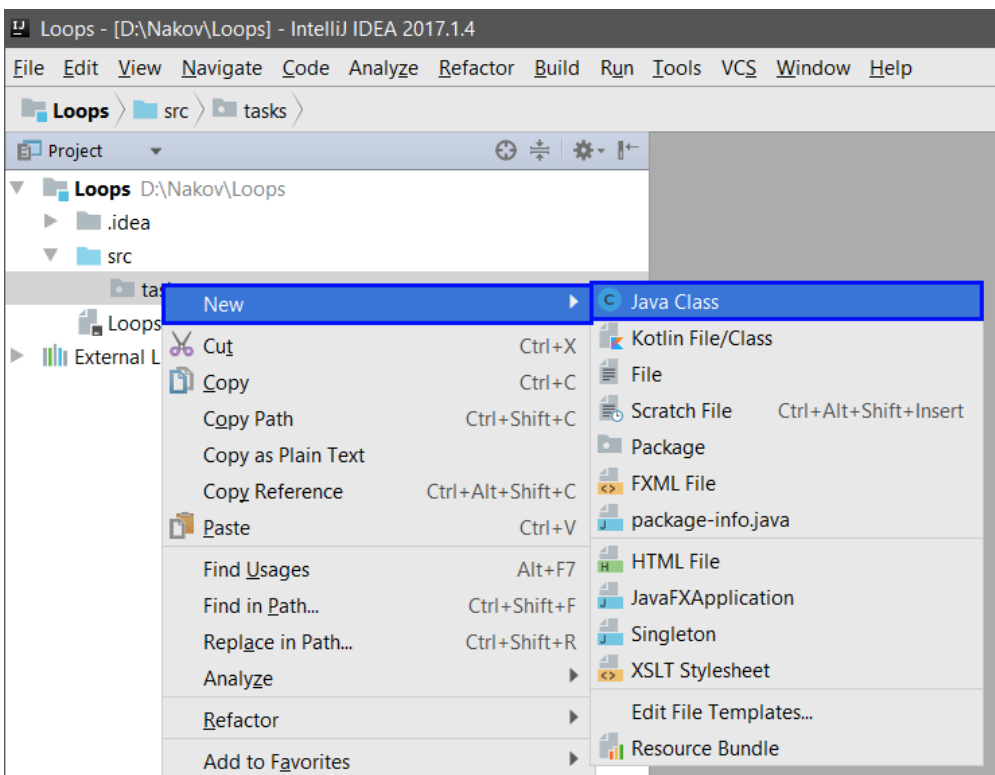 Loops - [D:\Nakov\Loops] - IntelliJ IDEA 2017.1.4
File Edit View Navigate Code Analyze Refactor Build Run Tools VCS Window Help
Loops src tasks
Project
Loops D:\Nakov\Loops
.idea
src
Loops
External L
New
Cut Ctrl+X
Copy Ctrl+C
Copy Path Ctrl+Shift+C
Copy as Plain Text
Copy Reference Ctrl+Alt+Shift+C
Paste Ctrl+V
Find Usages Alt+F7
Find in Path... Ctrl+Shift+F
Replace in Path... Ctrl+Shift+R
Analyze
Refactor
Add to Favorites
Java Class
Kotlin File/Class
File
Scratch File Ctrl+Alt+Shift+Insert
Package
FXML File
package-info.java
HTML File
JavaFXApplication
Singleton
XSLT Stylesheet
Edit File Templates...
Resource Bundle